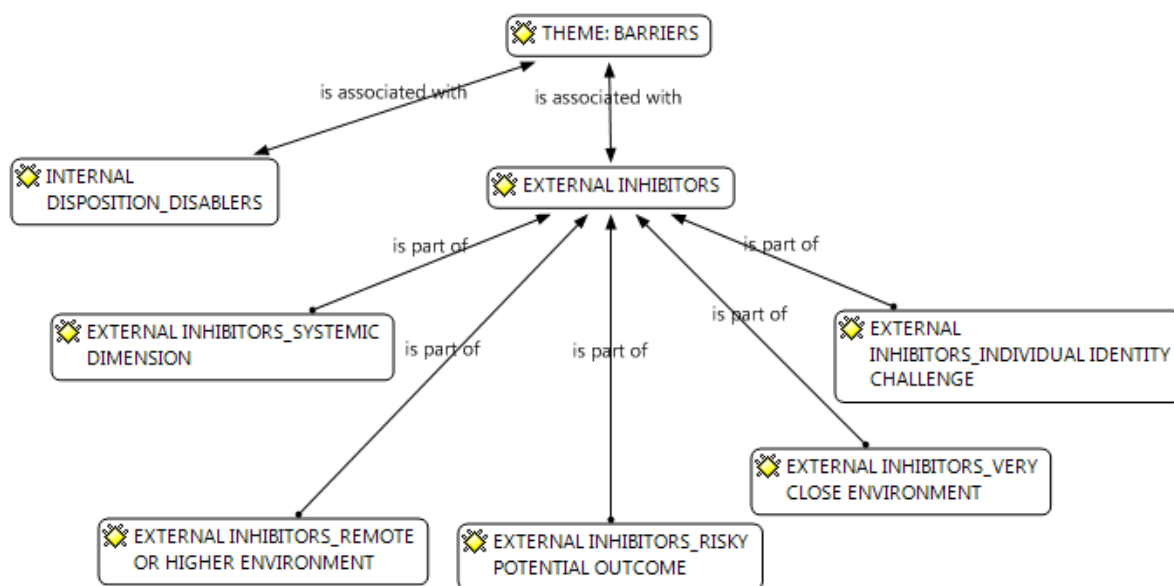 THEME: BARRIERS
is associated with
is associated with
INTERNAL
DISPOSITION_DISABLERS
EXTERNAL INHIBITORS
is part of
is part of
is part of
is part of
is part of
EXTERNAL INHIBITORS_SYSTEMIC
DIMENSION
EXTERNAL
INHIBITORS_INDIVIDUAL IDENTITY
CHALLENGE
EXTERNAL INHIBITORS_VERY
CLOSE ENVIRONMENT
EXTERNAL INHIBITORS_REMOTE
OR HIGHER ENVIRONMENT
EXTERNAL INHIBITORS_RISKY
POTENTIAL OUTCOME